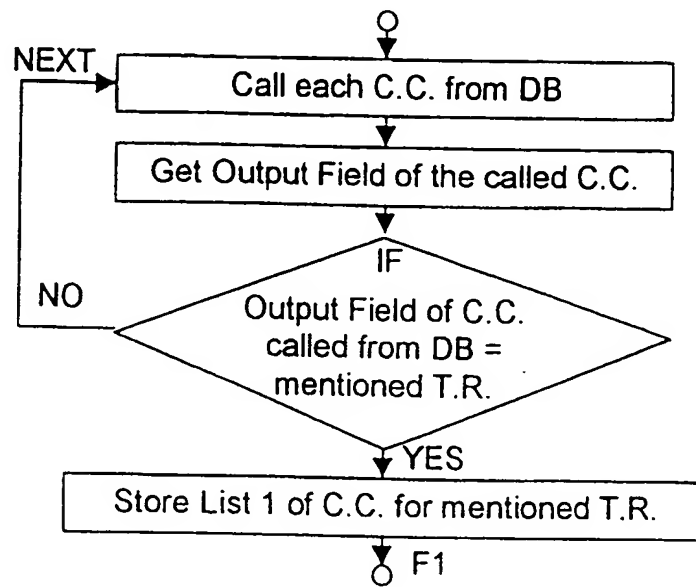 NEXT
Call each C.C. from DB
Get Output Field of the called C.C.
IF
NO
Output Field of C.C.
called from DB =
mentioned T.R.
YES
Store List 1 of C.C. for mentioned T.R.
F1